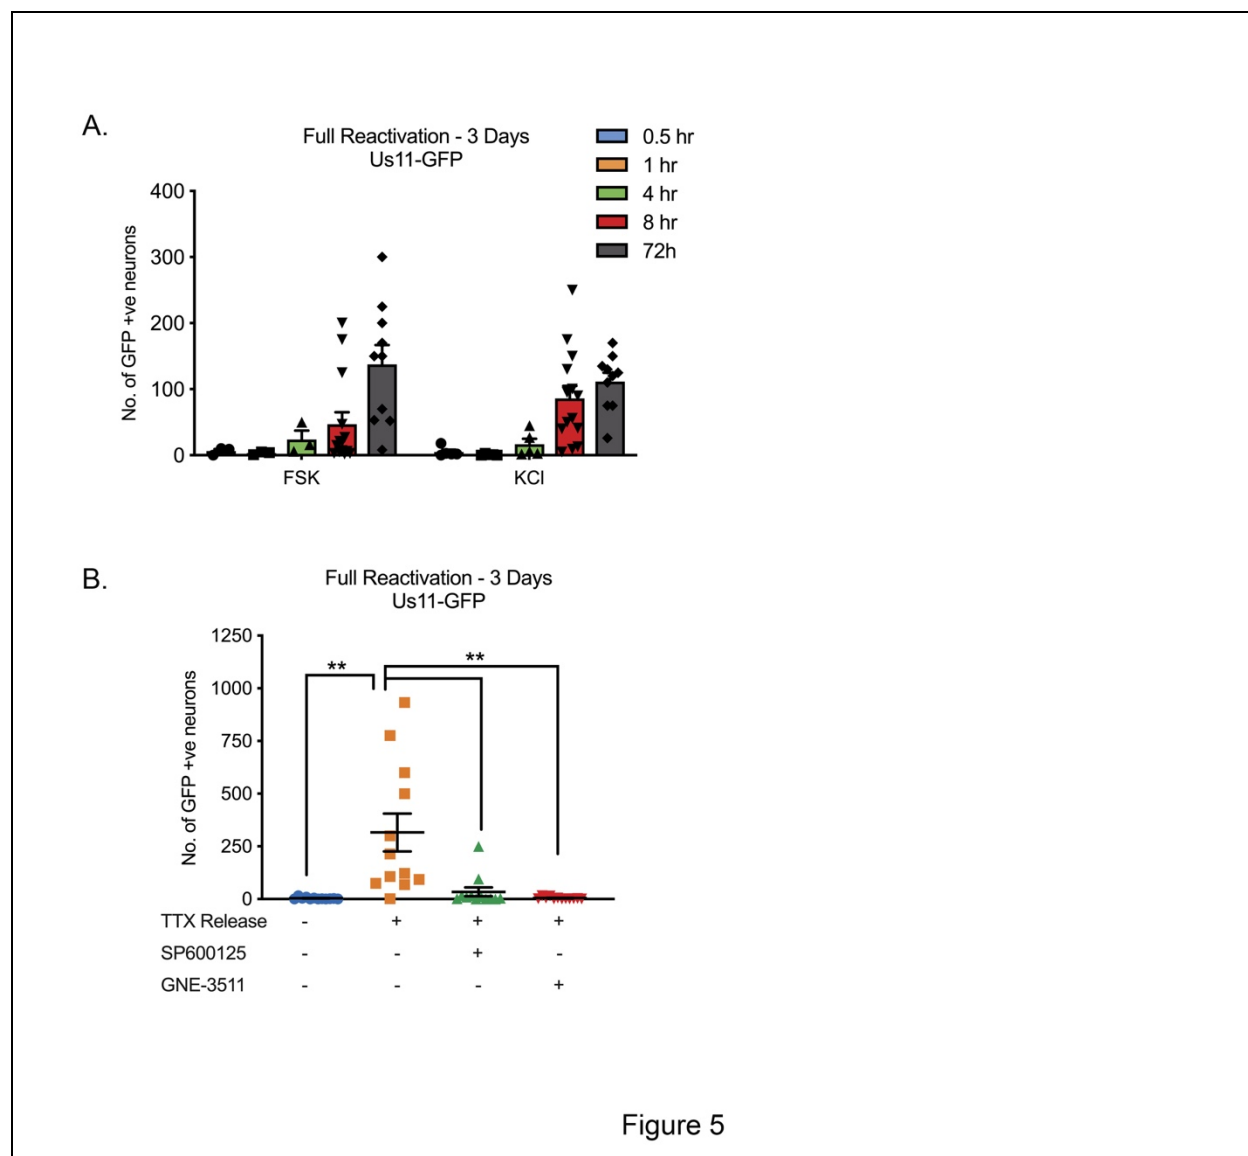 A.
Full Reactivation - 3 Days
Us11-GFP
0.5 hr
1 hr
4 hr
8 hr
72h
No. of GFP +ve neurons
400
300
200
100
0
FSK
KCl
B.
Full Reactivation - 3 Days
Us11-GFP
No. of GFP +ve neurons
1250
1000
750
500
250
0
**
**
TTX Release - + + +
SP600125 - - + -
GNE-3511 - - - +
Figure 5